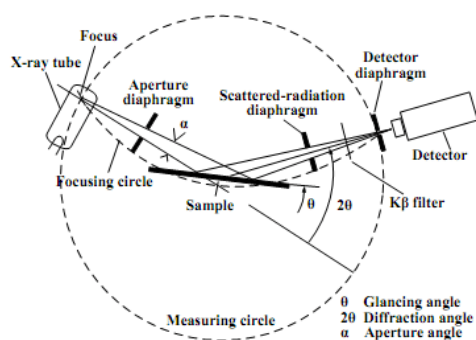 Focus
X-ray tube
Aperture
diaphragm
α
Scattered-radiation
diaphragm
Detector
diaphragm
Detector
Focusing circle
Sample
θ
2θ
Kβ filter
Measuring circle
θ Glancing angle
2θ Diffraction angle
α Aperture angle